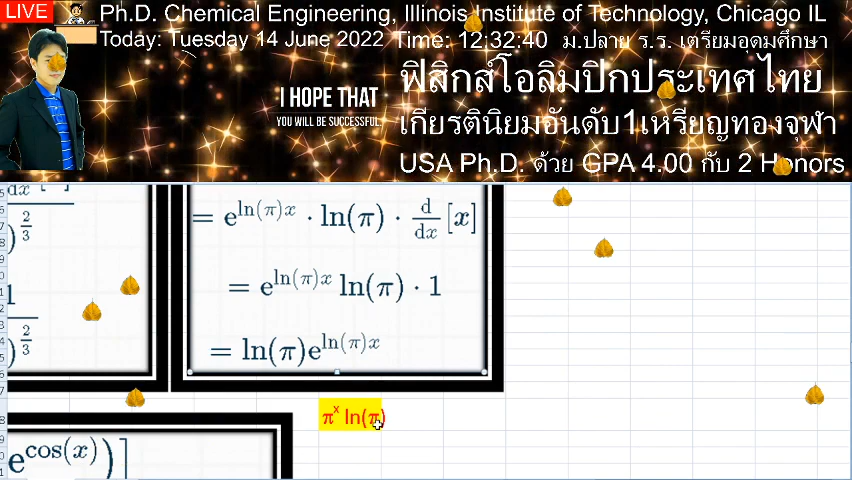 LIVE
Ph.D. Chemical Engineering, Illinois Institute of Technology, Chicago IL
Today: Tuesday 14 June 2022 Time: 12:32:40 ม.ปลาย ร.ร. เตรียมอุดมศึกษา
ฟิสิกส์โอลิมปิกประเทศไทย
I HOPE THAT
YOU WILL BE SUCCESSFUL
เกียรตินิยมอันดับ1เหรียญทองจุฬา
USA Ph.D. ด้วย GPA 4.00 กับ 2 Honors
= e^{ln(π)x} · ln(π) · d/dx [x]
= e^{ln(π)x} ln(π) · 1
= ln(π)e^{ln(π)x}
π^x ln(π)
e^{cos(x)})]